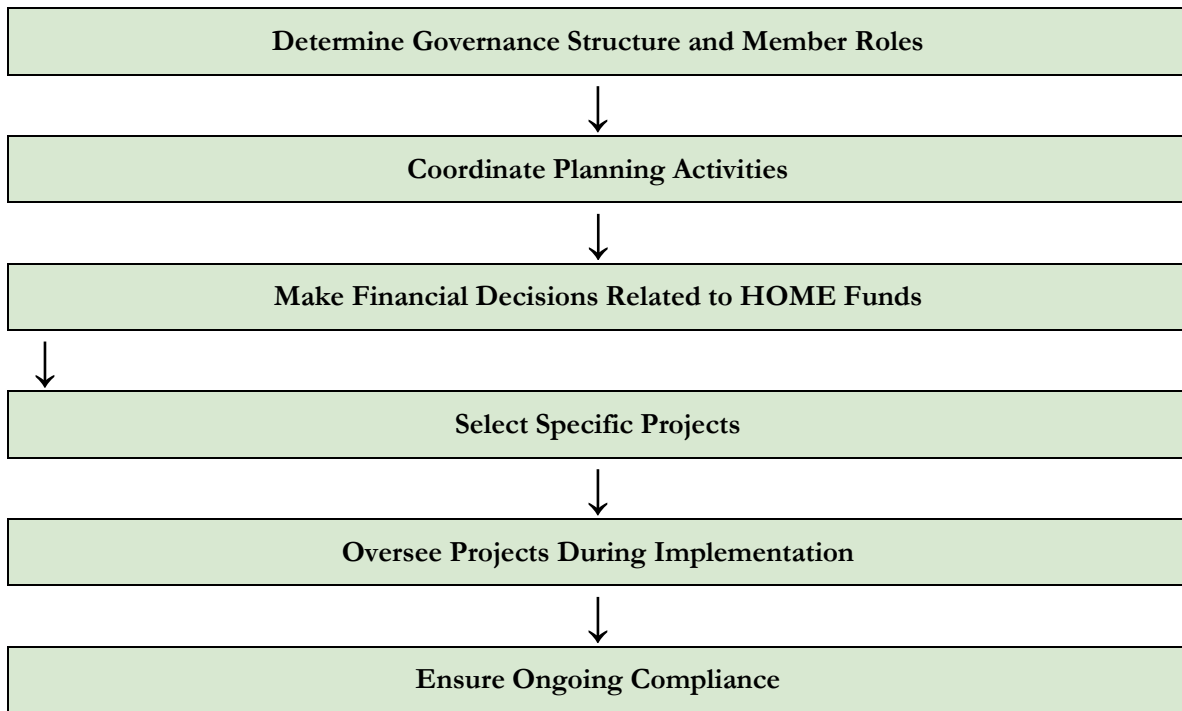 Determine Governance Structure and Member Roles
Coordinate Planning Activities
Make Financial Decisions Related to HOME Funds
Select Specific Projects
Oversee Projects During Implementation
Ensure Ongoing Compliance